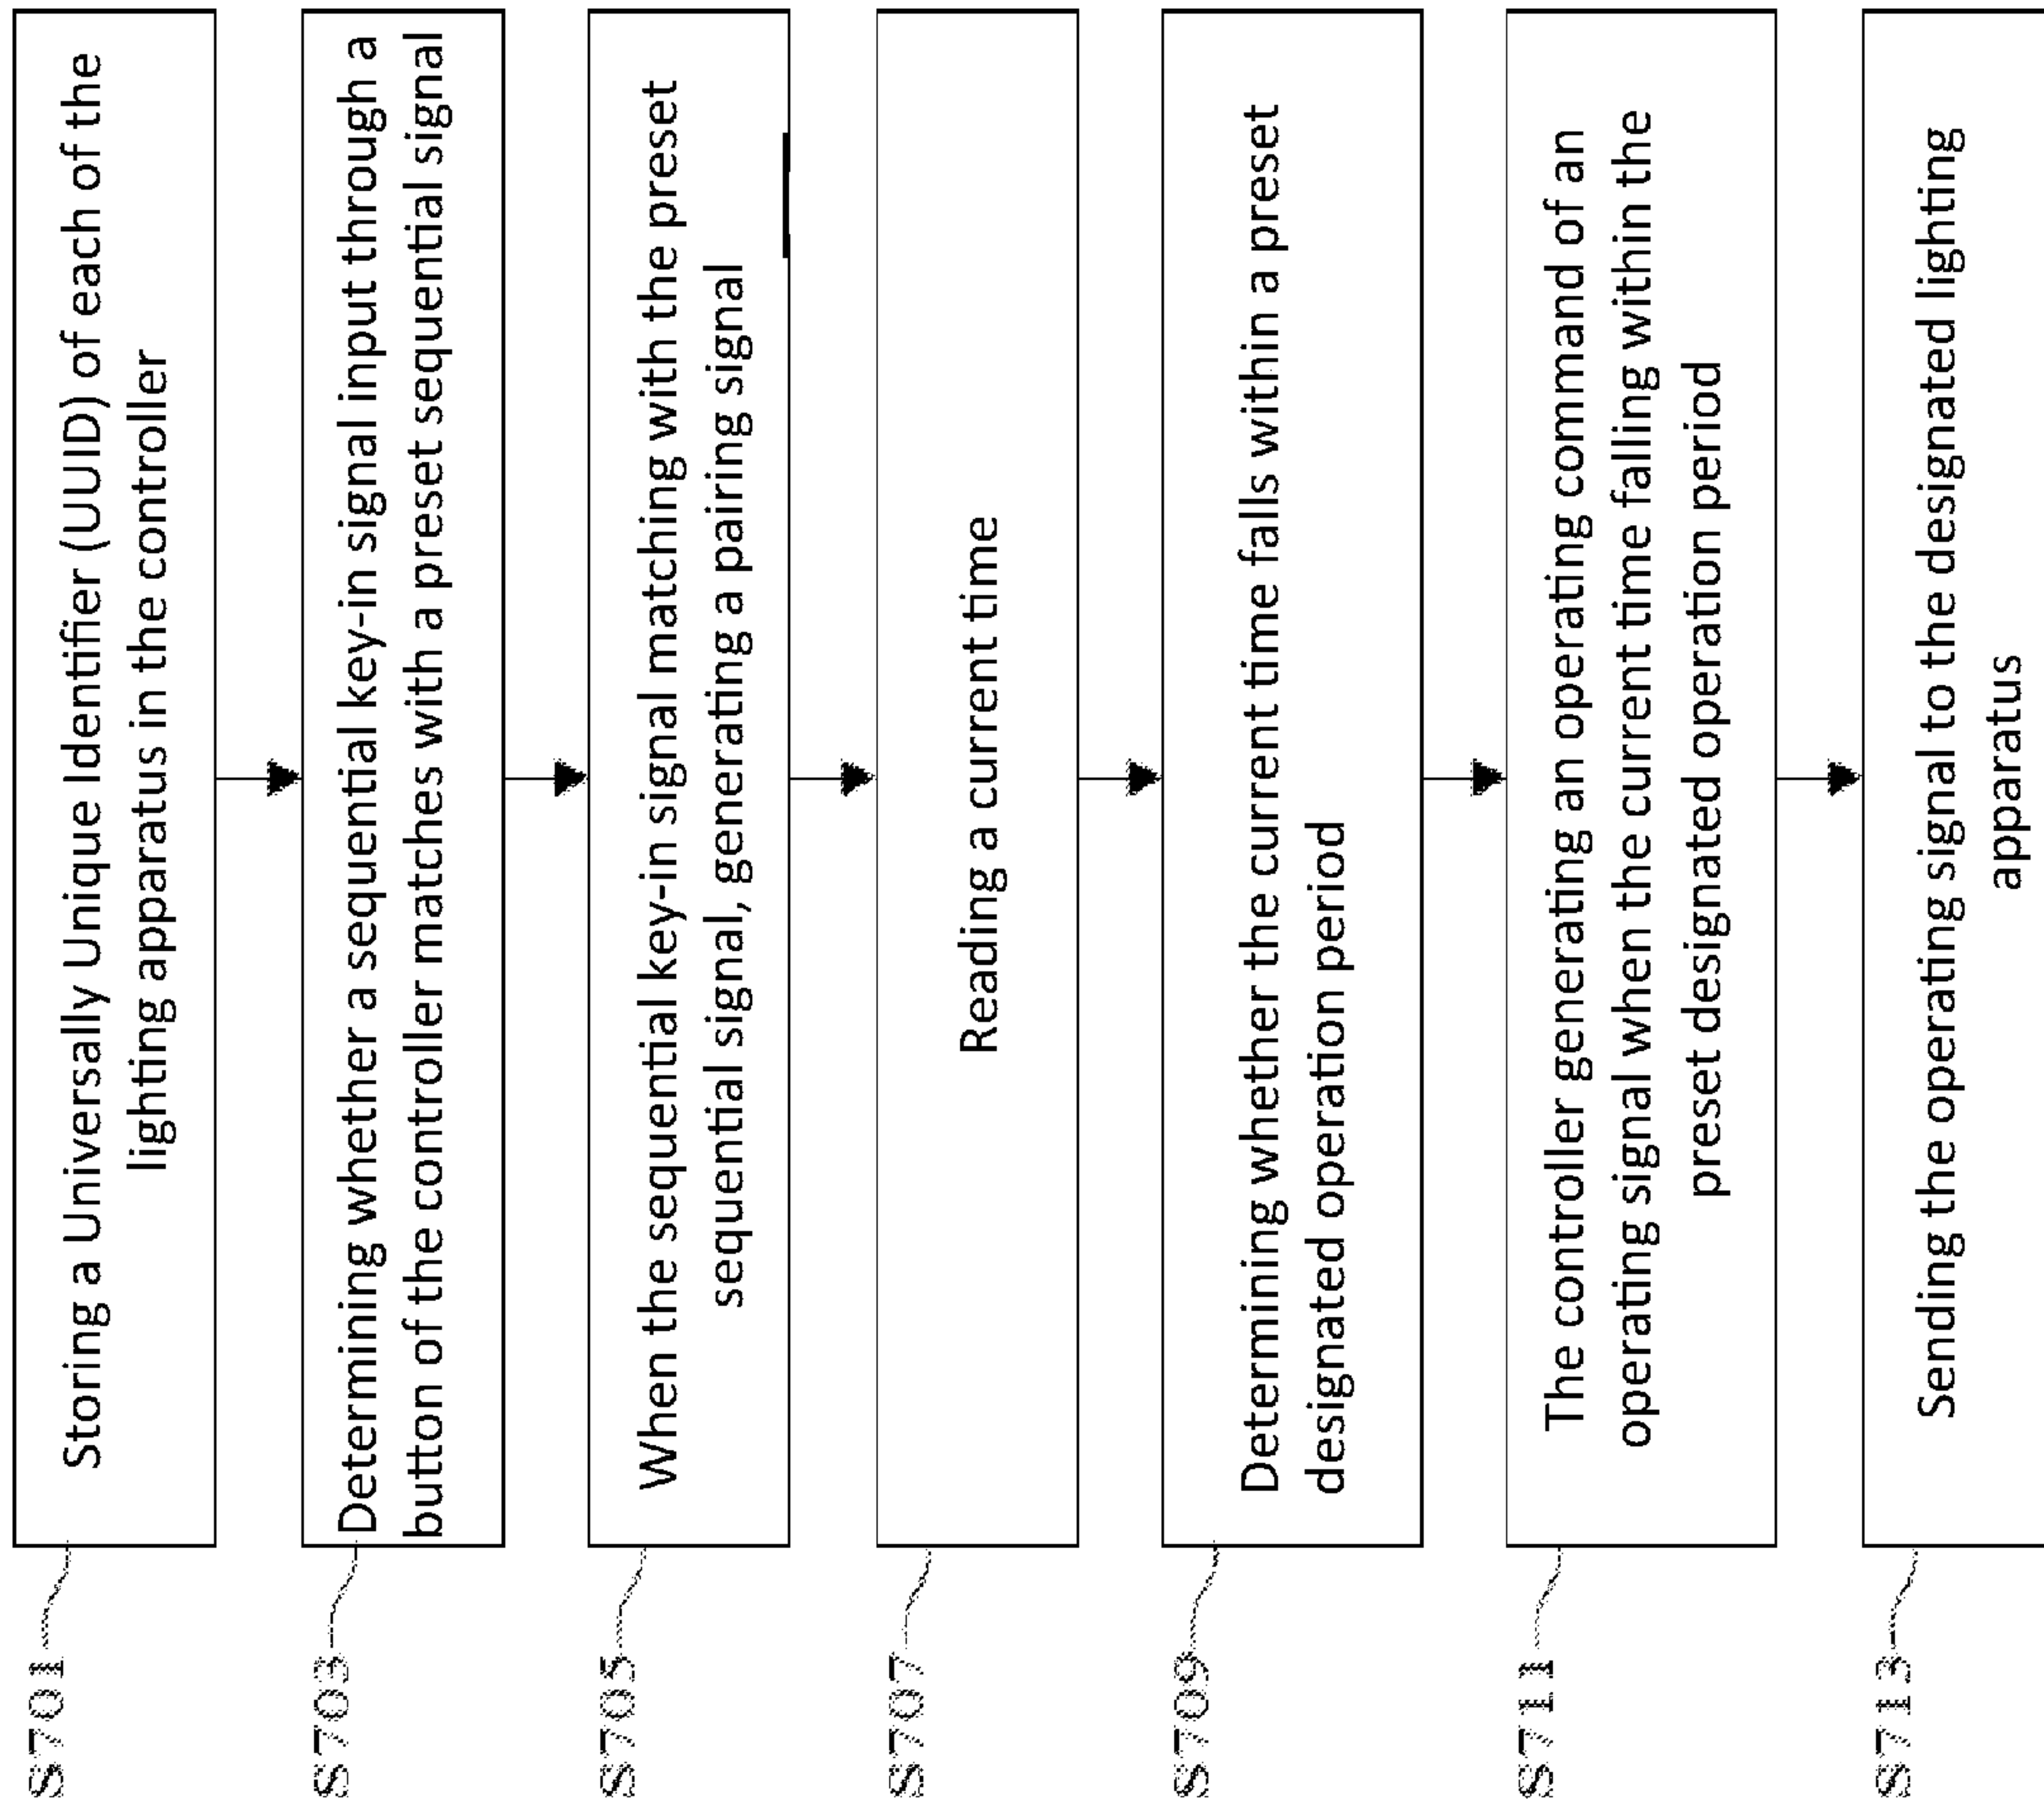 S701
Storing a Universally Unique Identifier (UUID) of each of the
lighting apparatus in the controller
S703
Determining whether a sequential key-in signal input through a
button of the controller matches with a preset sequential signal
S705
When the sequential key-in signal matching with the preset
sequential signal, generating a pairing signal
S707
Reading a current time
S709
Determining whether the current time falls within a preset
designated operation period
S711
The controller generating an operating command of an
operating signal when the current time falling within the
preset designated operation period
S713
Sending the operating signal to the designated lighting
apparatus